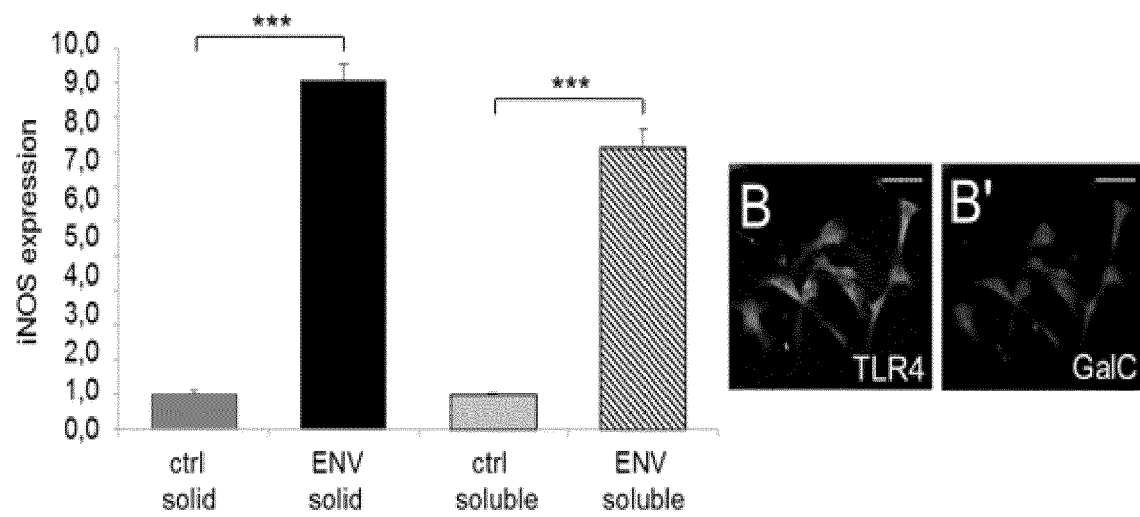 ***
***
10,0
9,0
8,0
7,0
6,0
5,0
4,0
3,0
2,0
1,0
0,0
iNOS expression
ctrl
solid
ENV
solid
ctrl
soluble
ENV
soluble
B
TLR4
B'
GalC